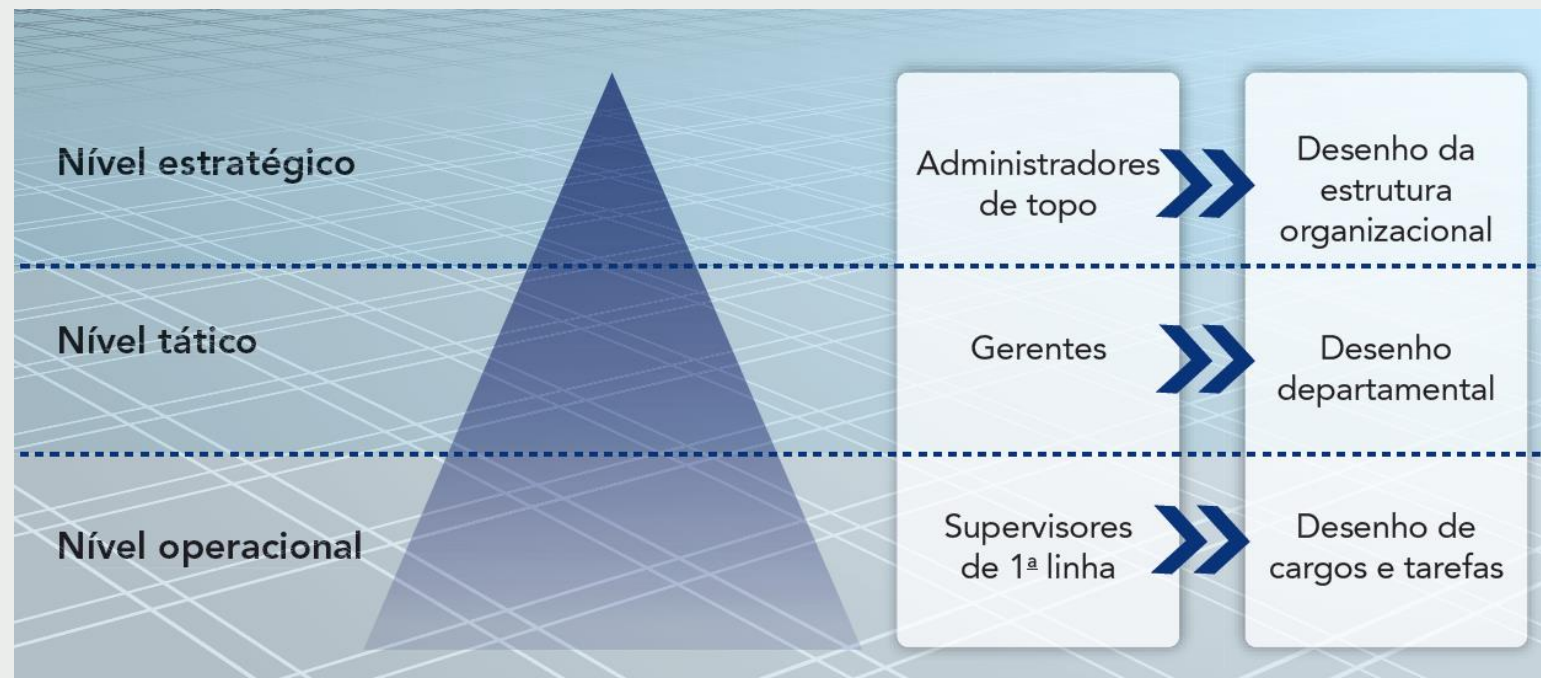 Nível estratégico
Administradores
de topo
Desenho da
estrutura
organizacional
Nível tático
Gerentes
Desenho
departamental
Nível operacional
Supervisores
de 1ª linha
Desenho de
cargos e tarefas